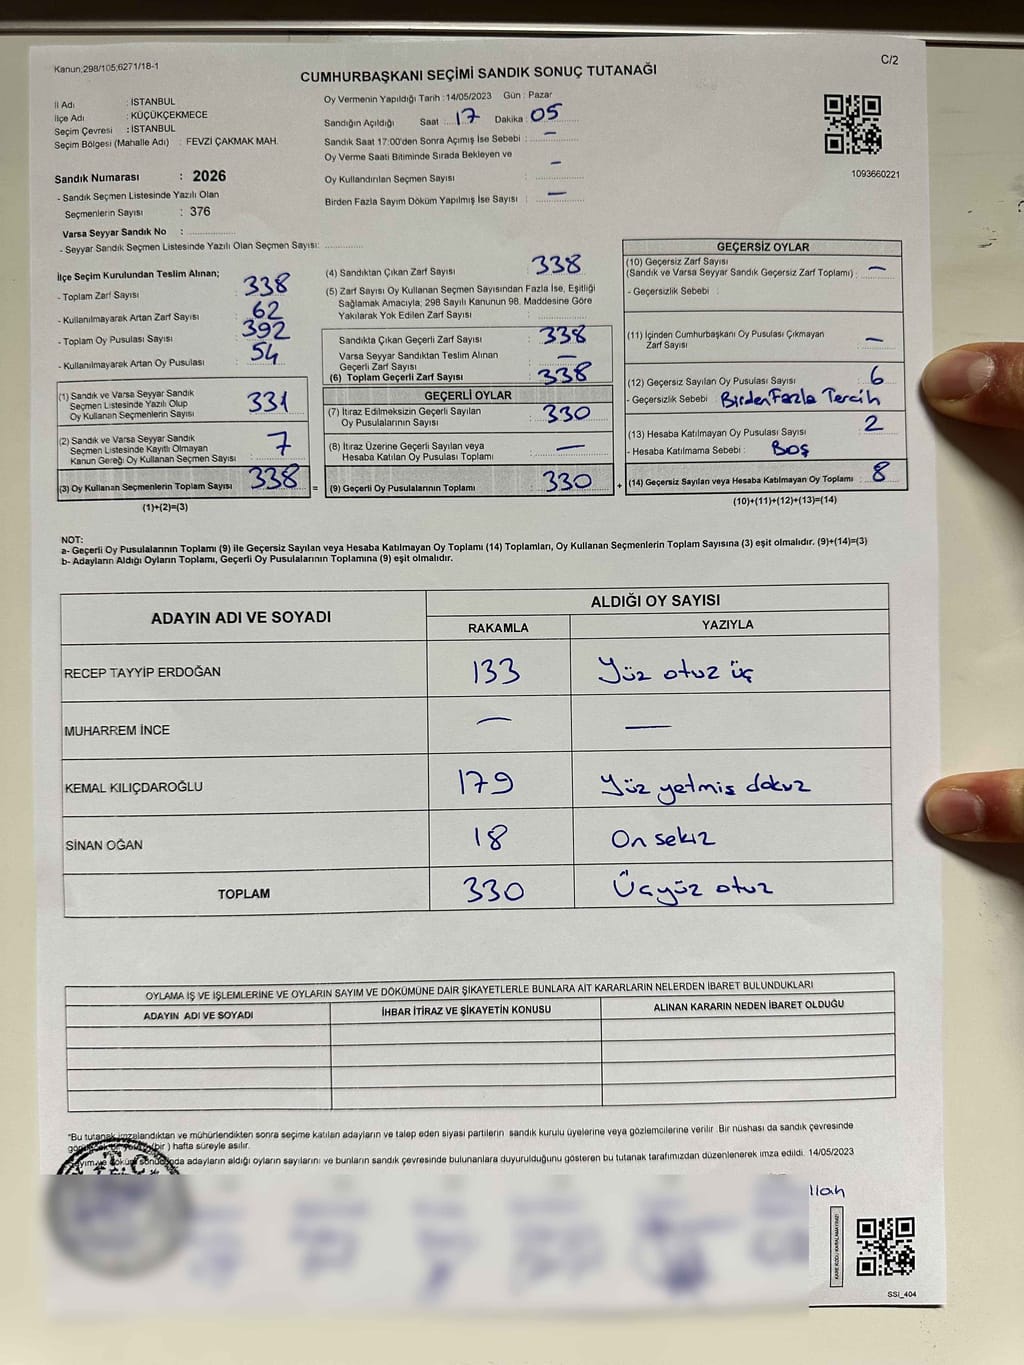 Kanun;298/105;6271/18-1
C/2
CUMHURBAŞKANI SEÇİMİ SANDIK SONUÇ TUTANAĞI
İl Adı : İSTANBUL
İlçe Adı : KÜÇÜKÇEKMECE
Seçim Çevresi : İSTANBUL
Seçim Bölgesi (Mahalle Adı) : FEVZİ ÇAKMAK MAH.
Sandık Numarası : 2026
- Sandık Seçmen Listesinde Yazılı Olan
Seçmenlerin Sayısı : 376
Varsa Seyyar Sandık No :
- Seyyar Sandık Seçmen Listesinde Yazılı Olan Seçmen Sayısı:
Oy Vermenin Yapıldığı Tarih : 14/05/2023 Gün : Pazar
Sandığın Açıldığı Saat : 17 Dakika : 05
Sandık Saat 17:00'den Sonra Açımış İse Sebebi : —
Oy Verme Saati Bitiminde Sırada Bekleyen ve
Oy Kullandırılan Seçmen Sayısı : —
Birden Fazla Sayım Döküm Yapılmış İse Sayısı : —
1093660221
İlçe Seçim Kurulundan Teslim Alınan;
- Toplam Zarf Sayısı : 338
- Kullanılmayarak Artan Zarf Sayısı : 62
- Toplam Oy Pusulası Sayısı : 392
- Kullanılmayarak Artan Oy Pusulası : 54
(1) Sandık ve Varsa Seyyar Sandık
Seçmen Listesinde Yazılı Olup
Oy Kullanan Seçmenlerin Sayısı : 331
(2) Sandık ve Varsa Seyyar Sandık
Seçmen Listesinde Kayıtlı Olmayan
Kanun Gereği Oy Kullanan Seçmen Sayısı : 7
(3) Oy Kullanan Seçmenlerin Toplam Sayısı : 338 =
(1)+(2)=(3)
(4) Sandıktan Çıkan Zarf Sayısı : 338
(5) Zarf Sayısı Oy Kullanan Seçmen Sayısından Fazla İse, Eşitliği
Sağlamak Amacıyla; 298 Sayılı Kanunun 98. Maddesine Göre
Yakılarak Yok Edilen Zarf Sayısı :
Sandıkta Çıkan Geçerli Zarf Sayısı : 338
Varsa Seyyar Sandıktan Teslim Alınan
Geçerli Zarf Sayısı : —
(6) Toplam Geçerli Zarf Sayısı : 338
GEÇERLİ OYLAR
(7) İtiraz Edilmeksizin Geçerli Sayılan
Oy Pusulasının Sayısı : 330
(8) İtiraz Üzerine Geçerli Sayılan veya
Hesaba Katılan Oy Pusulası Toplamı : —
(9) Geçerli Oy Pusulalarının Toplamı : 330 +
GEÇERSİZ OYLAR
(10) Geçersiz Zarf Sayısı
(Sandık ve Varsa Seyyar Sandık Geçersiz Zarf Toplamı) : —
- Geçersizlik Sebebi :
(11) İçinden Cumhurbaşkanı Oy Pusulası Çıkmayan
Zarf Sayısı : —
(12) Geçersiz Sayılan Oy Pusulası Sayısı : 6
- Geçersizlik Sebebi : Birden Fazla Tercih
(13) Hesaba Katılmayan Oy Pusulası Sayısı : 2
- Hesaba Katılmama Sebebi : Boş
(14) Geçersiz Sayılan veya Hesaba Katılmayan Oy Toplamı : 8
(10)+(11)+(12)+(13)=(14)
NOT:
a- Geçerli Oy Pusulalarının Toplamı (9) ile Geçersiz Sayılan veya Hesaba Katılmayan Oy Toplamı (14) Toplamları, Oy Kullanan Seçmenlerin Toplam Sayısına (3) eşit olmalıdır. (9)+(14)=(3)
b- Adayların Aldığı Oyların Toplamı, Geçerli Oy Pusulalarının Toplamına (9) eşit olmalıdır.
ADAYIN ADI VE SOYADI
ALDIĞI OY SAYISI
RAKAMLA YAZIYLA
RECEP TAYYİP ERDOĞAN 133 Yüz otuz üç
MUHARREM İNCE — —
KEMAL KILIÇDAROĞLU 179 Yüz yetmiş dokuz
SİNAN OĞAN 18 On sekiz
TOPLAM 330 Üçyüz otuz
OYLAMA İŞ VE İŞLEMLERİNE VE OYLARIN SAYIM VE DÖKÜMÜNE DAİR ŞİKAYETLERLE BUNLARA AİT KARARLARIN NELERDEN İBARET BULUNDUKLARI
ADAYIN ADI VE SOYADI İHBAR İTİRAZ VE ŞİKAYETİN KONUSU ALINAN KARARIN NEDEN İBARET OLDUĞU
"Bu tutanak imzalandıktan ve mühürlendikten sonra seçime katılan adayların ve talep eden siyasi partilerin sandık kurulu üyelerine veya gözlemcilerine verilir .Bir nüshası da sandık çevresinde
(bir ) hafta süreyle asılır.
adayların aldığı oyların sayılarını ve bunların sandık çevresinde bulunanlara duyurulduğunu gösteren bu tutanak tarafımızdan düzenlenerek imza edildi. 14/05/2023
llah
SSI_404